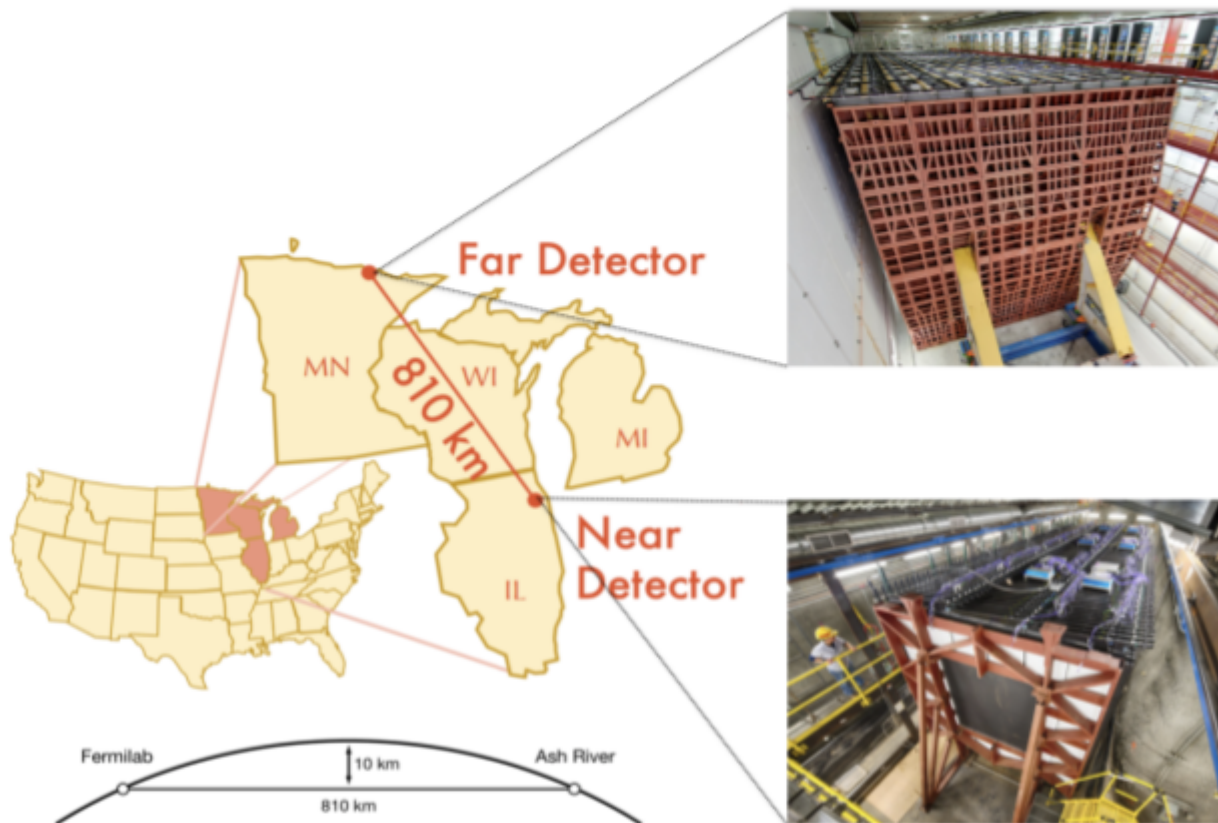 Far Detector
MN
WI
810 km
MI
Near
Detector
IL
Fermilab
Ash River
10 km
810 km